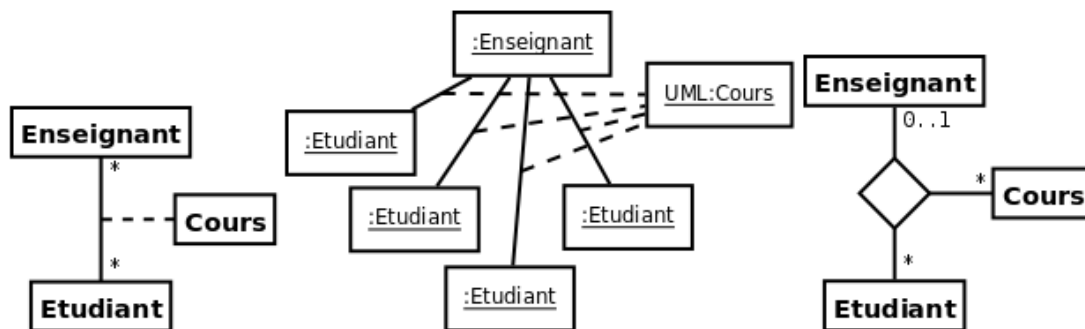 Enseignant
*
Cours
*
Etudiant
:Enseignant
UML:Cours
:Etudiant
:Etudiant
:Etudiant
:Etudiant
Enseignant
0..1
*
Cours
*
Etudiant